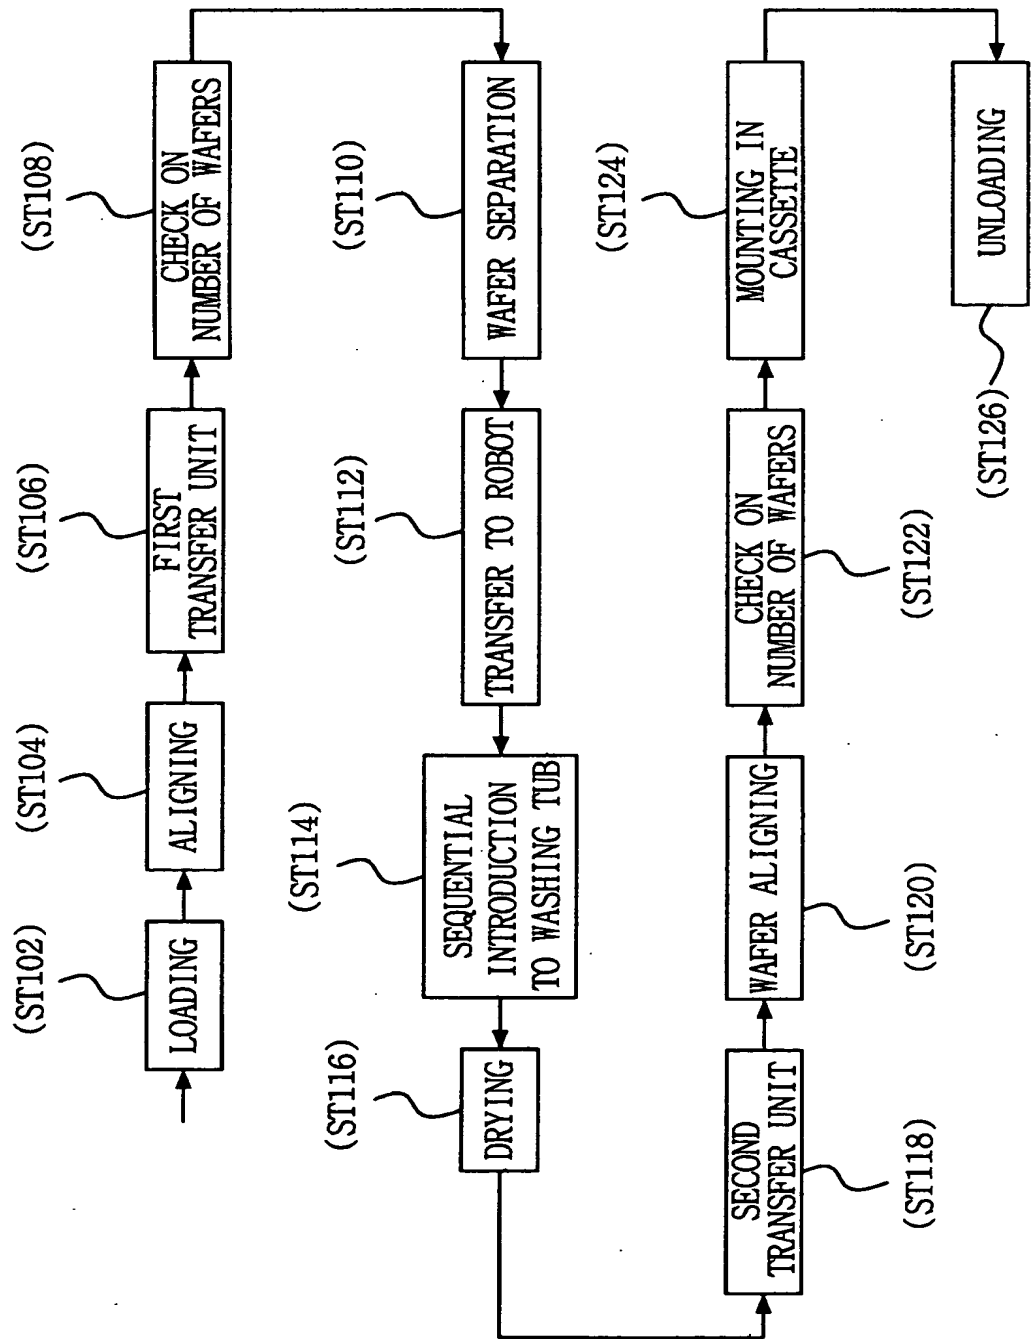 (ST102)
LOADING
(ST104)
ALIGNING
(ST106)
FIRST
TRANSFER UNIT
(ST108)
CHECK ON
NUMBER OF WAFERS
(ST110)
WAFER SEPARATION
(ST112)
TRANSFER TO ROBOT
(ST114)
SEQUENTIAL
INTRODUCTION
TO WASHING TUB
(ST116)
DRYING
SECOND
TRANSFER UNIT
(ST118)
WAFER ALIGNING
(ST120)
CHECK ON
NUMBER OF WAFERS
(ST122)
(ST124)
MOUNTING IN
CASSETTE
UNLOADING
(ST126)